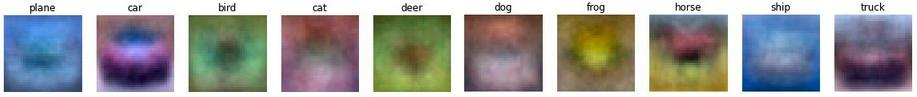 plane car bird cat deer dog frog horse ship truck